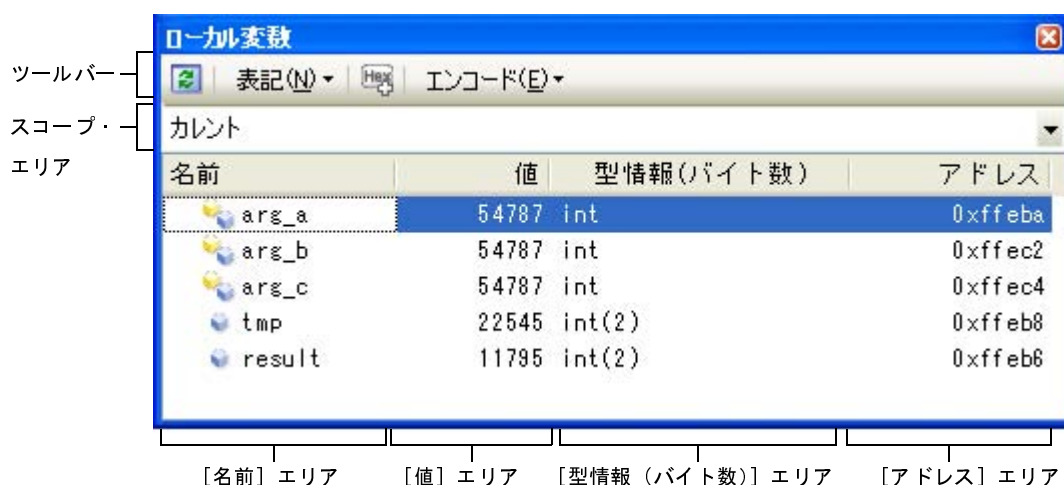 ローカル変数
ツールバー
表記(N) Hex エンコード(E)
スコープ・
エリア
カレント
名前 値 型情報(バイト数) アドレス
arg_a 54787 int 0xffeba
arg_b 54787 int 0xffec2
arg_c 54787 int 0xffec4
tmp 22545 int(2) 0xffeb8
result 11795 int(2) 0xffeb6
[名前]エリア [値]エリア [型情報(バイト数)]エリア [アドレス]エリア